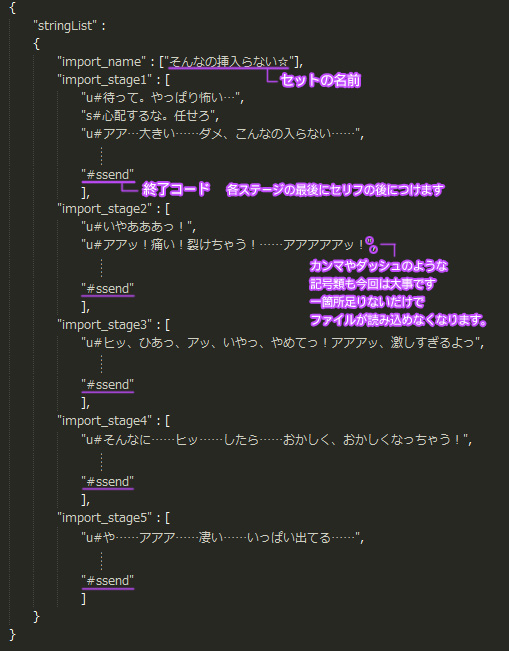 {
"stringList" :
{
"import_name" : ["そんなの挿入らない☆"],
セットの名前
"import_stage1" : [
"u#待って。やっぱり怖い…",
"s#心配するな。任せろ",
"u#アア…大きい……ダメ、こんなの入らない……",
"#ssend"
終了コード 各ステージの最後にセリフの後につけます
],
"import_stage2" : [
"u#いやあああっ！",
"u#アアッ！痛い！裂けちゃう！……アアアアアッ！",
カンマやダッシュのような
記号類も今回は大事です
一箇所足りないだけで
ファイルが読み込めなくなります。
"#ssend"
],
"import_stage3" : [
"u#ヒッ、ひあっ、アッ、いやっ、やめてっ！アアアッ、激しすぎるよっ",
"#ssend"
],
"import_stage4" : [
"u#そんなに……ヒッ……したら……おかしく、おかしくなっちゃう！",
"#ssend"
],
"import_stage5" : [
"u#や……アアア……凄い……いっぱい出てる……",
"#ssend"
]
}
}